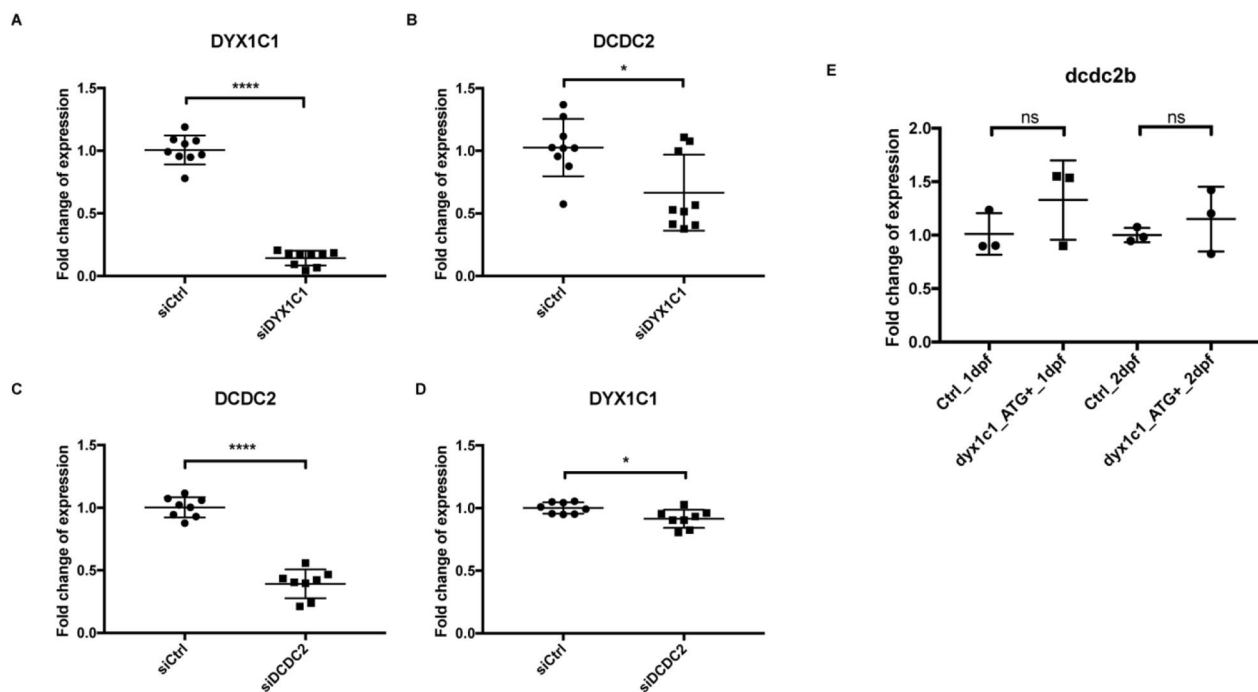 A
DYX1C1
Fold change of expression
1.5
1.0
0.5
0.0
****
siCtrl
siDYX1C1
B
DCDC2
Fold change of expression
1.5
1.0
0.5
0.0
*
siCtrl
siDYX1C1
E
dcdc2b
Fold change of expression
2.0
1.5
1.0
0.5
0.0
ns
ns
Ctrl_1dpf
dyx1c1_ATG+_1dpf
Ctrl_2dpf
dyx1c1_ATG+_2dpf
C
DCDC2
Fold change of expression
1.5
1.0
0.5
0.0
****
siCtrl
siDCDC2
D
DYX1C1
Fold change of expression
1.5
1.0
0.5
0.0
*
siCtrl
siDCDC2